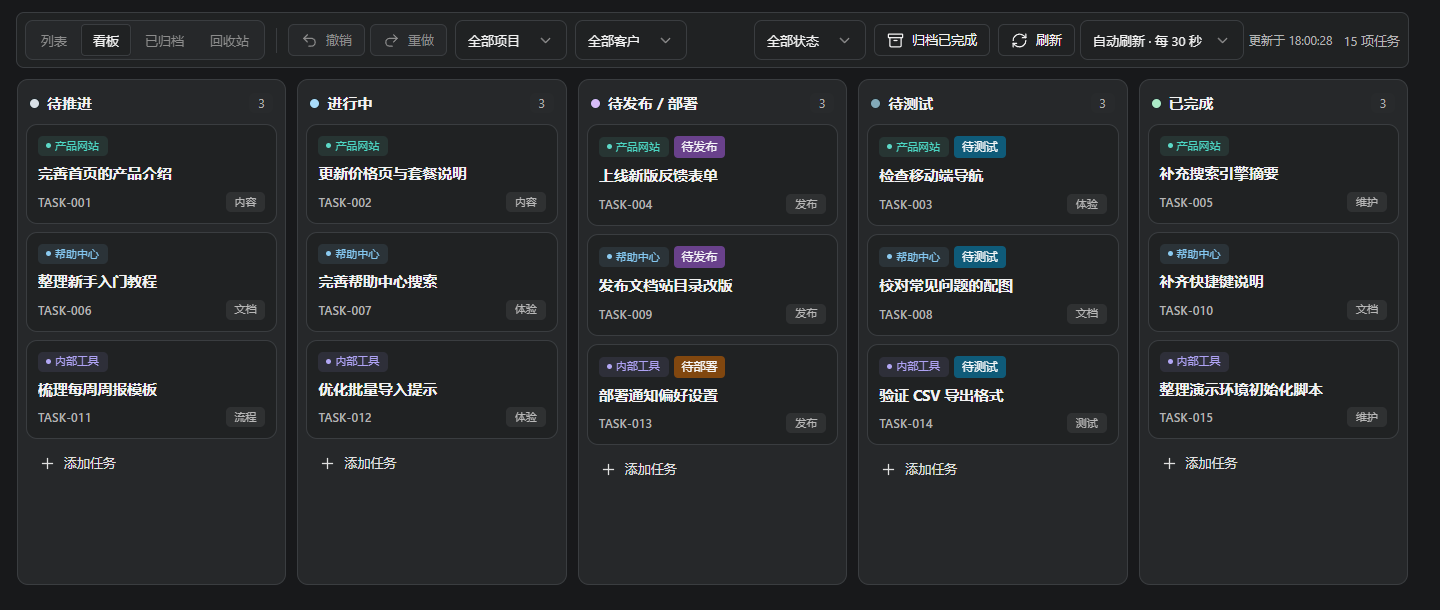 列表 看板 已归档 回收站 撤销 重做 全部项目 全部客户 全部状态 归档已完成 刷新 自动刷新 · 每 30 秒 更新于 18:00:28 15 项任务
待推进 3
产品网站
完善首页的产品介绍
TASK-001 内容
帮助中心
整理新手入门教程
TASK-006 文档
内部工具
梳理每周周报模板
TASK-011 流程
添加任务
进行中 3
产品网站
更新价格页与套餐说明
TASK-002 内容
帮助中心
完善帮助中心搜索
TASK-007 体验
内部工具
优化批量导入提示
TASK-012 体验
添加任务
待发布 / 部署 3
产品网站 待发布
上线新版反馈表单
TASK-004 发布
帮助中心 待发布
发布文档站目录改版
TASK-009 发布
内部工具 待部署
部署通知偏好设置
TASK-013 发布
添加任务
待测试 3
产品网站 待测试
检查移动端导航
TASK-003 体验
帮助中心 待测试
校对常见问题的配图
TASK-008 文档
内部工具 待测试
验证 CSV 导出格式
TASK-014 测试
添加任务
已完成 3
产品网站
补充搜索引擎摘要
TASK-005 维护
帮助中心
补齐快捷键说明
TASK-010 文档
内部工具
整理演示环境初始化脚本
TASK-015 维护
添加任务